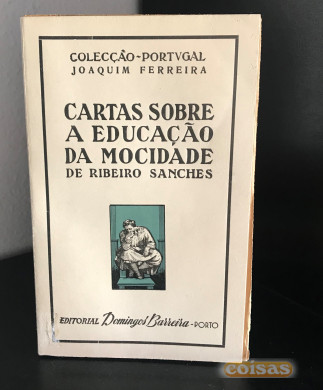 COLECÇÃO-PORTVGAL
JOAQUIM FERREIRA
CARTAS SOBRE
A EDUCAÇÃO
DA MOCIDADE
DE RIBEIRO SANCHES
EDITORIAL Domingos Barreira-PORTO
coisas